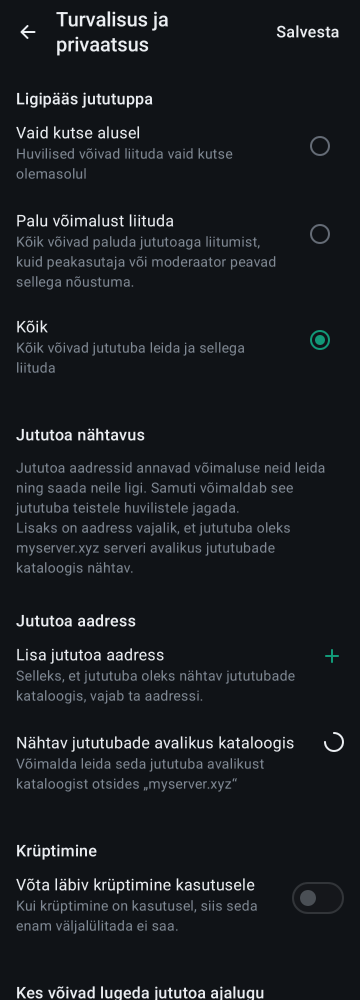 Turvalisus ja
privaatsus
Salvesta
Ligipääs jututuppa
Vaid kutse alusel
Huvilised võivad liituda vaid kutse
olemasolul
Palu võimalust liituda
Kõik võivad paluda jututoaga liitumist,
kuid peakasutaja või moderaator peavad
sellega nõustuma.
Kõik
Kõik võivad jututuba leida ja sellega
liituda
Jututoa nähtavus
Jututoa aadressid annavad võimaluse neid leida
ning saada neile ligi. Samuti võimaldab see
jututuba teistele huvilistele jagada.
Lisaks on aadress vajalik, et jututuba oleks
myserver.xyz serveri avalikus jututubade
kataloogis nähtav.
Jututoa aadress
Lisa jututoa aadress
Selleks, et jututuba oleks nähtav jututubade
kataloogis, vajab ta aadressi.
Nähtav jututubade avalikus kataloogis
Võimalda leida seda jututuba avalikust
kataloogist otsides „myserver.xyz“
Krüptimine
Võta läbiv krüptimine kasutusele
Kui krüptimine on kasutusel, siis seda
enam väljalülitada ei saa.
Kes võivad lugeda jututoa ajalugu